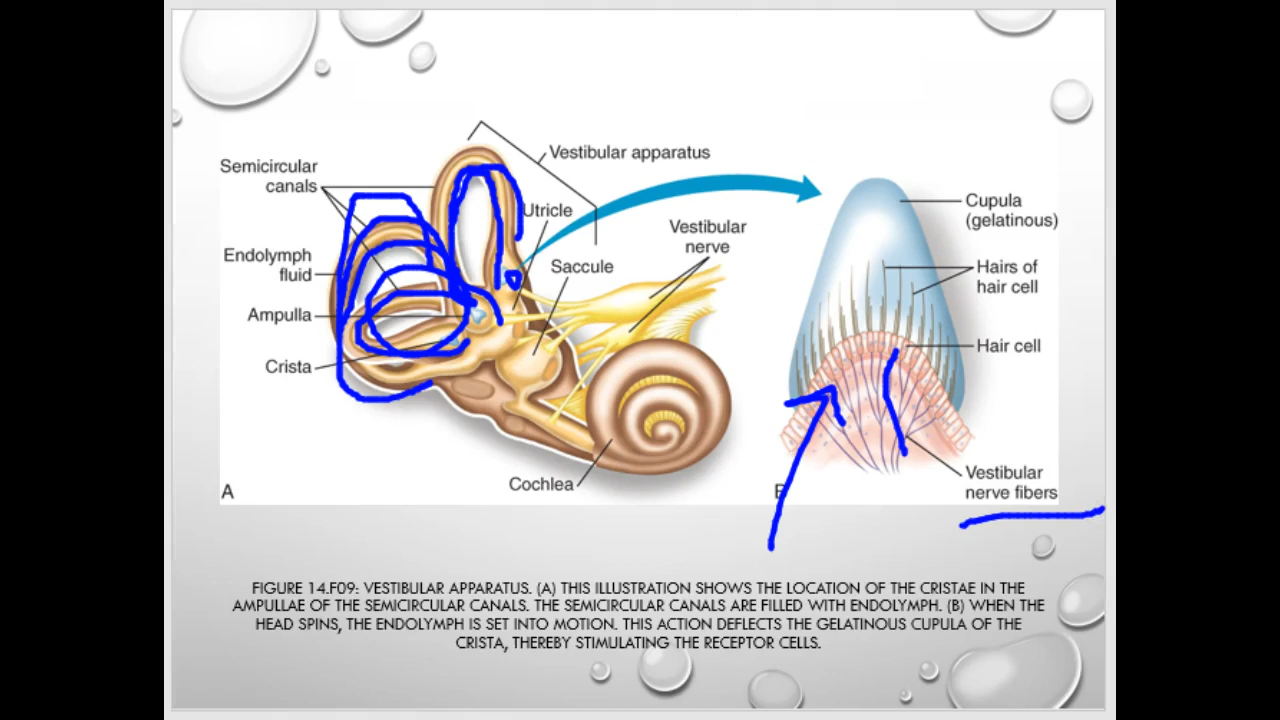 Vestibular apparatus
Semicircular
canals
Utricle
Vestibular
nerve
Endolymph
fluid
Saccule
Ampulla
Crista
Cochlea
A
Cupula
(gelatinous)
Hairs of
hair cell
Hair cell
Vestibular
nerve fibers
B
FIGURE 14.F09: VESTIBULAR APPARATUS. (A) THIS ILLUSTRATION SHOWS THE LOCATION OF THE CRISTAE IN THE
AMPULLAE OF THE SEMICIRCULAR CANALS. THE SEMICIRCULAR CANALS ARE FILLED WITH ENDOLYMPH. (B) WHEN THE
HEAD SPINS, THE ENDOLYMPH IS SET INTO MOTION. THIS ACTION DEFLECTS THE GELATINOUS CUPULA OF THE
CRISTA, THEREBY STIMULATING THE RECEPTOR CELLS.